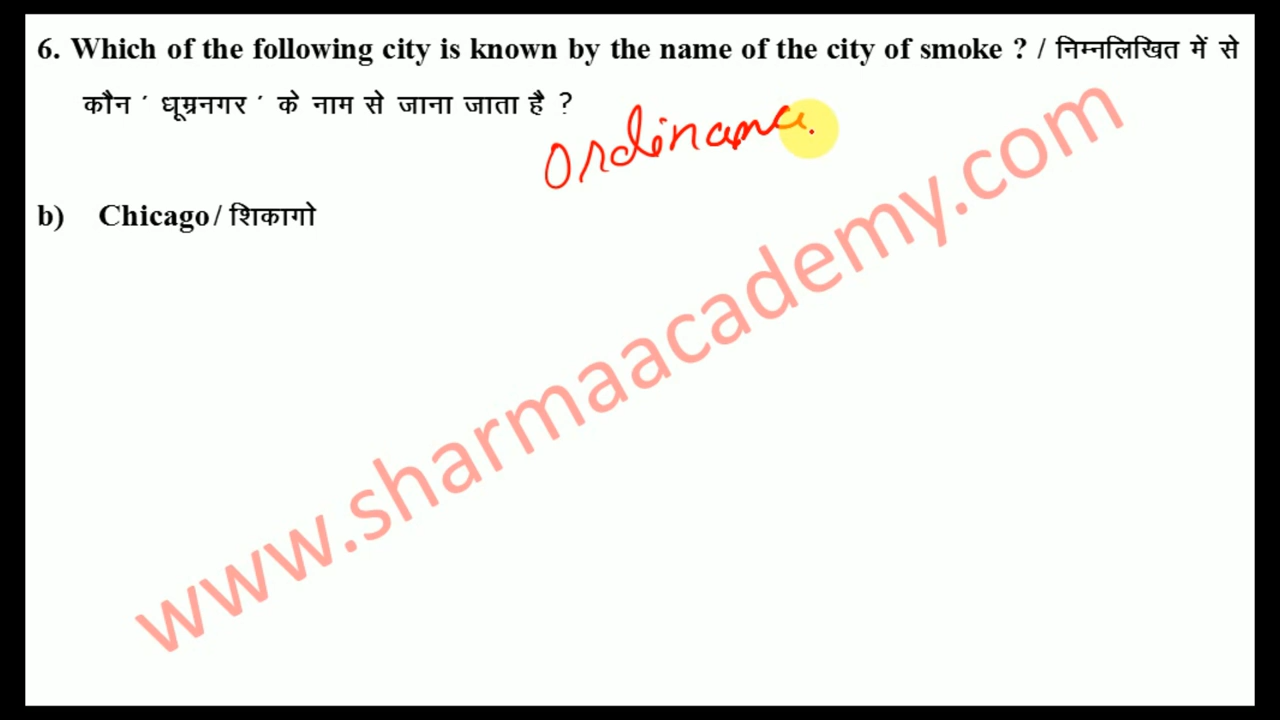 6. Which of the following city is known by the name of the city of smoke ? / निम्नलिखित में से
कौन ' धूम्रनगर ' के नाम से जाना जाता है ?
Ordinance
b) Chicago / शिकागो
www.sharmaacademy.com